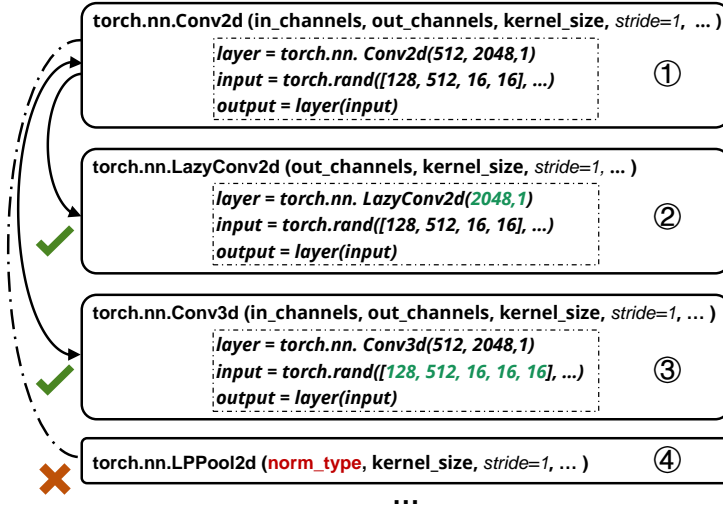 torch.nn.Conv2d (in_channels, out_channels, kernel_size, stride=1, ... )
layer = torch.nn. Conv2d(512, 2048,1)
input = torch.rand([128, 512, 16, 16], ...)
output = layer(input)
①
torch.nn.LazyConv2d (out_channels, kernel_size, stride=1, ... )
layer = torch.nn. LazyConv2d(2048,1)
input = torch.rand([128, 512, 16, 16], ...)
output = layer(input)
②
torch.nn.Conv3d (in_channels, out_channels, kernel_size, stride=1, ... )
layer = torch.nn. Conv3d(512, 2048,1)
input = torch.rand([128, 512, 16, 16, 16], ...)
output = layer(input)
③
torch.nn.LPPool2d (norm_type, kernel_size, stride=1, ... )
④
...